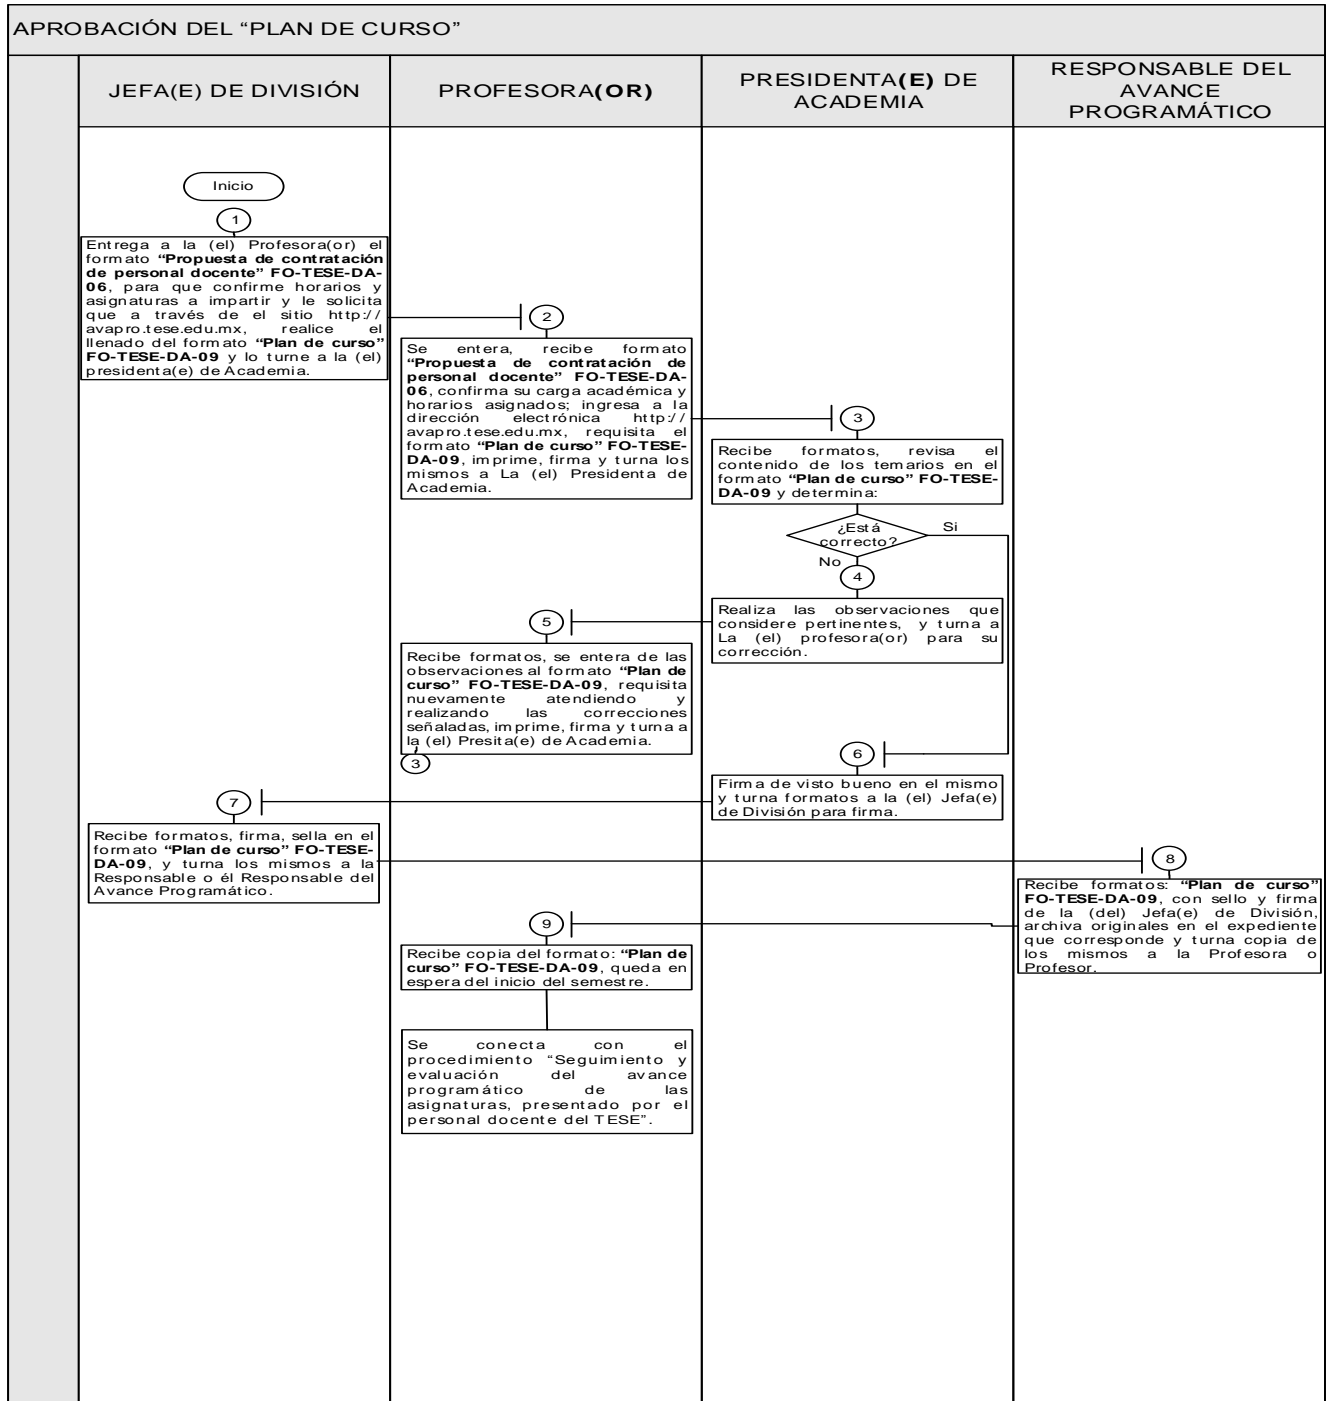 APROBACIÓN DEL “PLAN DE CURSO”
JEFA(E) DE DIVISIÓN
PROFESORA(OR)
PRESIDENTA(E) DE
ACADEMIA
RESPONSABLE DEL
AVANCE
PROGRAMÁTICO
Inicio
1
Entrega a la (el) Profesora(or) el
formato “Propuesta de contratación
de personal docente” FO-TESE-DA-
06, para que confirme horarios y
asignaturas a impartir y le solicita
que a través de el sitio http://
avapro.tese.edu.mx, realice el
llenado del formato “Plan de curso”
FO-TESE-DA-09 y lo turne a la (el)
presidenta(e) de Academia.
2
Se entera, recibe formato
“Propuesta de contratación de
personal docente” FO-TESE-DA-
06, confirma su carga académica y
horarios asignados; ingresa a la
dirección electrónica http://
avapro.tese.edu.mx, requisita el
formato “Plan de curso” FO-TESE-
DA-09, imprime, firma y turna los
mismos a La (el) Presidenta de
Academia.
3
Recibe formatos, revisa el
contenido de los temarios en el
formato “Plan de curso” FO-TESE-
DA-09 y determina:
¿Está
correcto?
Si
No
4
Realiza las observaciones que
considere pertinentes, y turna a
La (el) profesora(or) para su
corrección.
5
Recibe formatos, se entera de las
observaciones al formato “Plan de
curso” FO-TESE-DA-09, requisita
nuevamente atendiendo y
realizando las correcciones
señaladas, imprime, firma y turna a
la (el) Presita(e) de Academia.
3
6
Firma de visto bueno en el mismo
y turna formatos a la (el) Jefa(e)
de División para firma.
7
Recibe formatos, firma, sella en el
formato “Plan de curso” FO-TESE-
DA-09, y turna los mismos a la
Responsable o él Responsable del
Avance Programático.
8
Recibe formatos: “Plan de curso”
FO-TESE-DA-09, con sello y firma
de la (del) Jefa(e) de División,
archiva originales en el expediente
que corresponde y turna copia de
los mismos a la Profesora o
Profesor.
9
Recibe copia del formato: “Plan de
curso” FO-TESE-DA-09, queda en
espera del inicio del semestre.
Se conecta con el
procedimiento “Seguimiento y
evaluación del avance
programático de las
asignaturas, presentado por el
personal docente del TESE”.